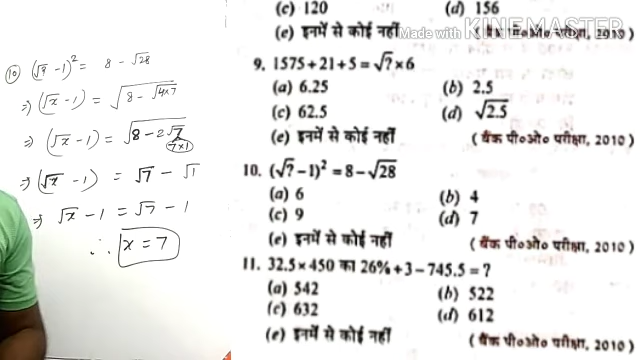 ⑩ (√9 - 1)² = 8 - √28
⇒ (√x - 1) = √(8 - √(4×7))
⇒ (√x - 1) = √(8 - 2√7)
7×1
⇒ (√x - 1) = √7 - √1
⇒ √x - 1 = √7 - 1
∴ x = 7
(c) 120 (d) 156
(e) इनमें से कोई नहीं (बैंक पी०ओ० परीक्षा, 2010)
Made with KINEMASTER
9. 1575 + 21 + 5 = √? × 6
(a) 6.25 (b) 2.5
(c) 62.5 (d) √2.5
(e) इनमें से कोई नहीं (बैंक पी०ओ० परीक्षा, 2010)
10. (√? - 1)² = 8 - √28
(a) 6 (b) 4
(c) 9 (d) 7
(e) इनमें से कोई नहीं (बैंक पी०ओ० परीक्षा, 2010)
11. 32.5 × 450 का 26% + 3 - 745.5 = ?
(a) 542 (b) 522
(c) 632 (d) 612
(e) इनमें से कोई नहीं (बैंक पी०ओ० परीक्षा, 2010)